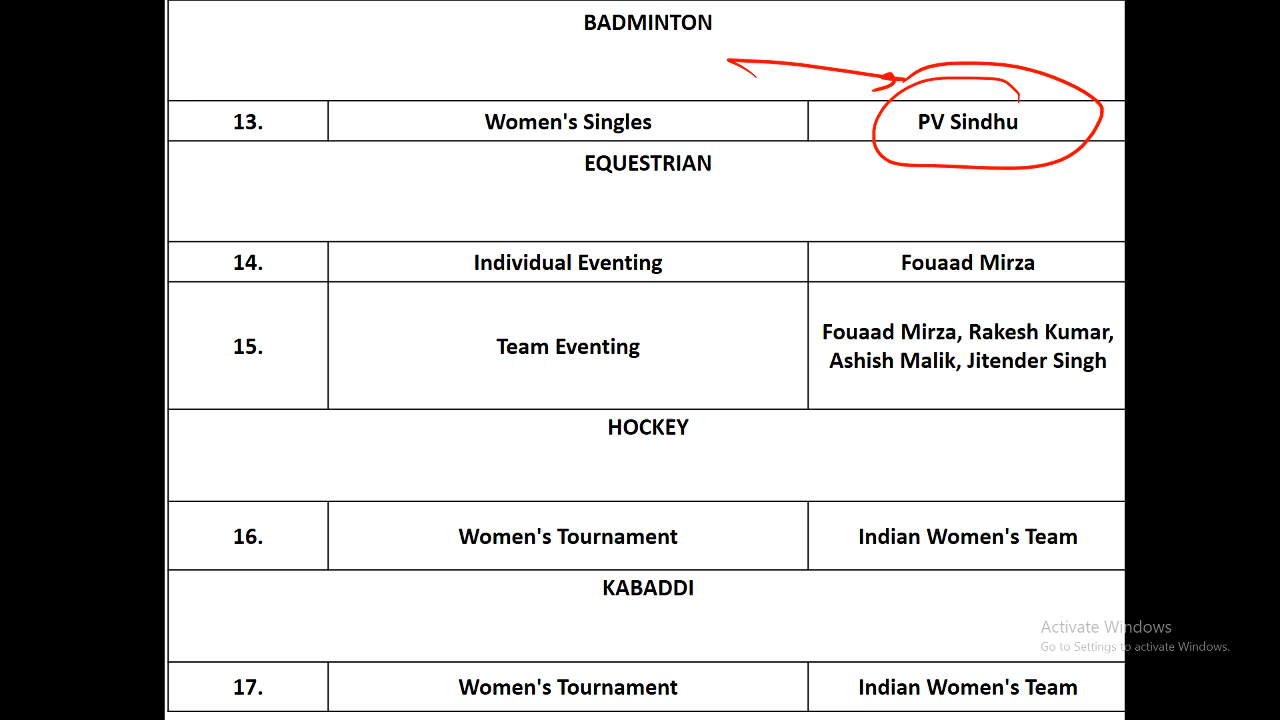 BADMINTON
13. Women's Singles PV Sindhu
EQUESTRIAN
14. Individual Eventing Fouaad Mirza
15. Team Eventing Fouaad Mirza, Rakesh Kumar,
Ashish Malik, Jitender Singh
HOCKEY
16. Women's Tournament Indian Women's Team
KABADDI
Activate Windows
Go to Settings to activate Windows.
17. Women's Tournament Indian Women's Team